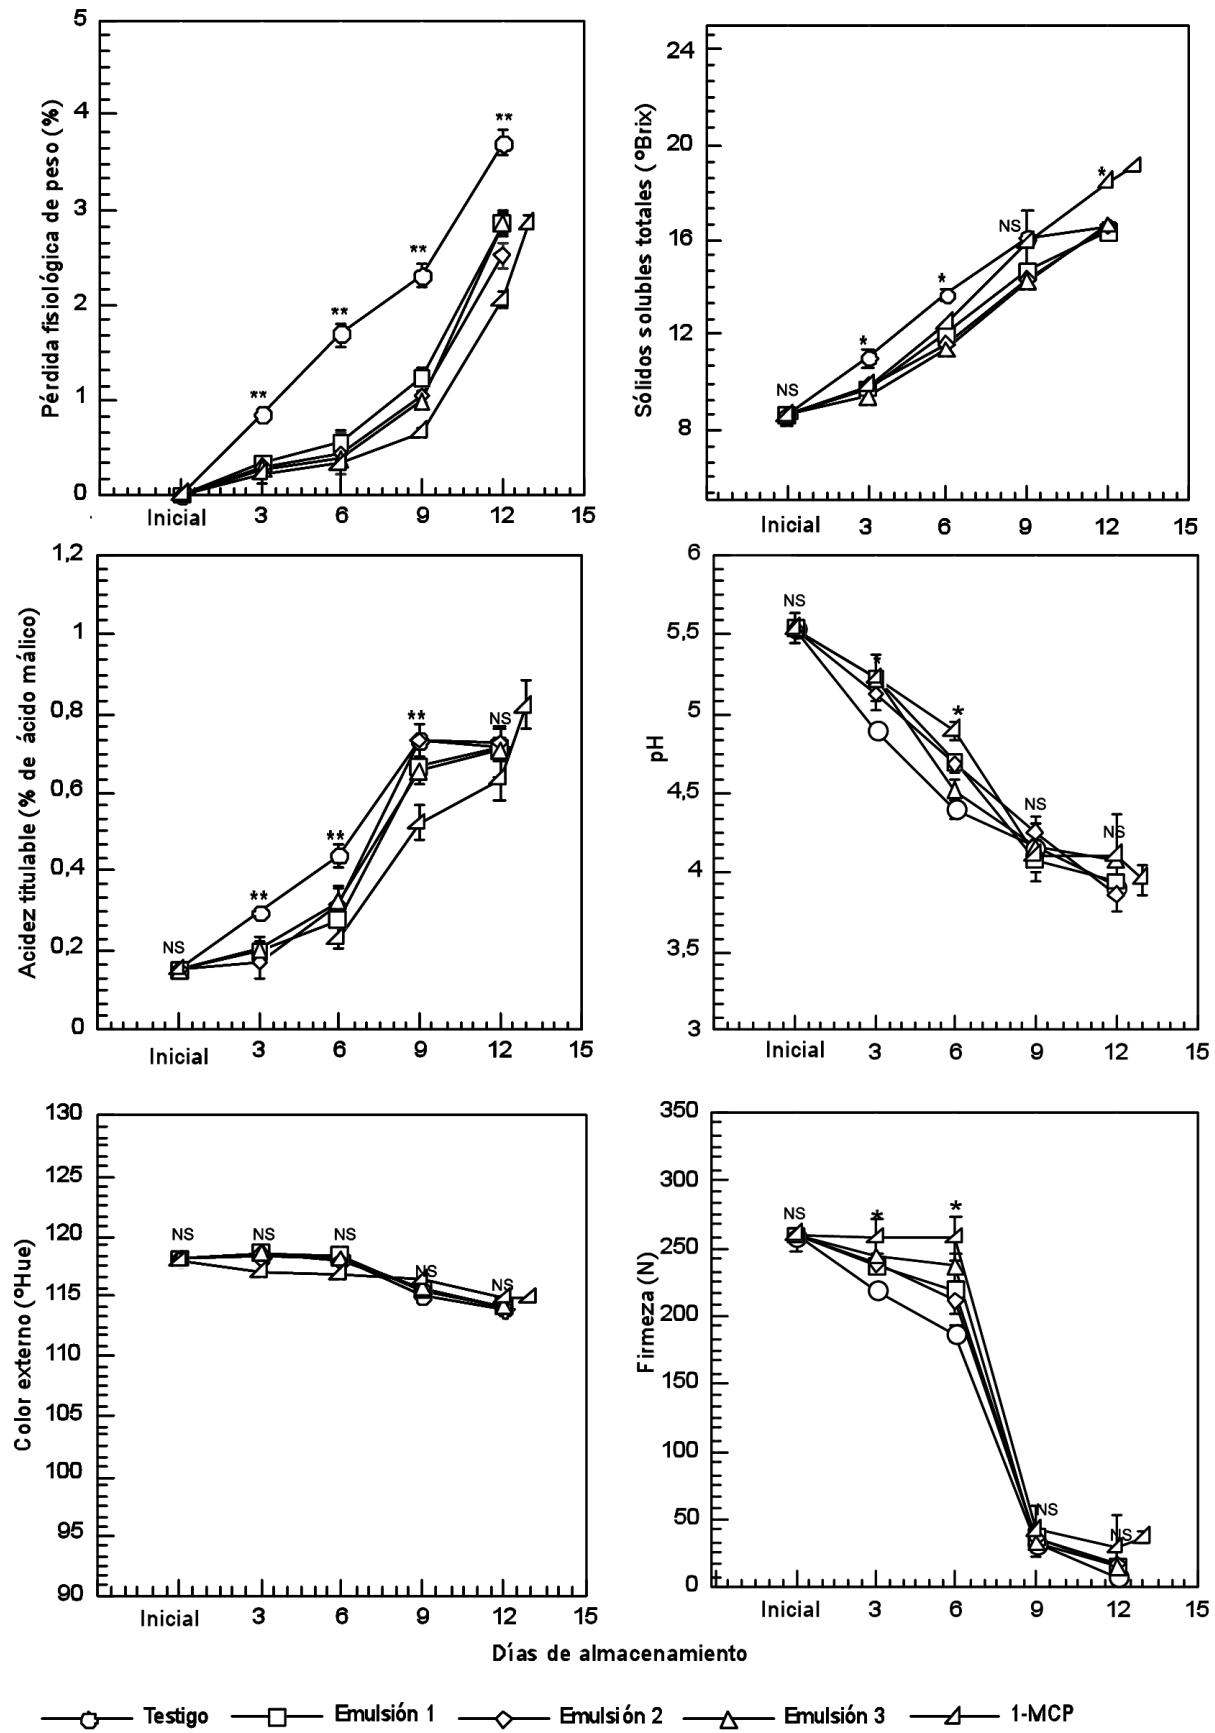 Pérdida fisiológica de peso (%)
5
4
3
2
1
0
**
**
**
**
Inicial 3 6 9 12 15
Sólidos solubles totales (ºBrix)
24
20
16
12
8
NS
*
*
NS
*
Inicial 3 6 9 12 15
Acidez titulable (% de ácido málico)
1,2
1
0,8
0,6
0,4
0,2
0
NS
**
**
**
NS
Inicial 3 6 9 12 15
pH
6
5,5
5
4,5
4
3,5
3
NS
*
*
NS
NS
Inicial 3 6 9 12 15
Color externo (ºHue)
130
125
120
115
110
105
100
95
90
NS
NS
NS
NS
NS
Inicial 3 6 9 12 15
Firmeza (N)
350
300
250
200
150
100
50
0
NS
*
*
NS
NS
Inicial 3 6 9 12 15
Días de almacenamiento
Testigo Emulsión 1 Emulsión 2 Emulsión 3 1-MCP